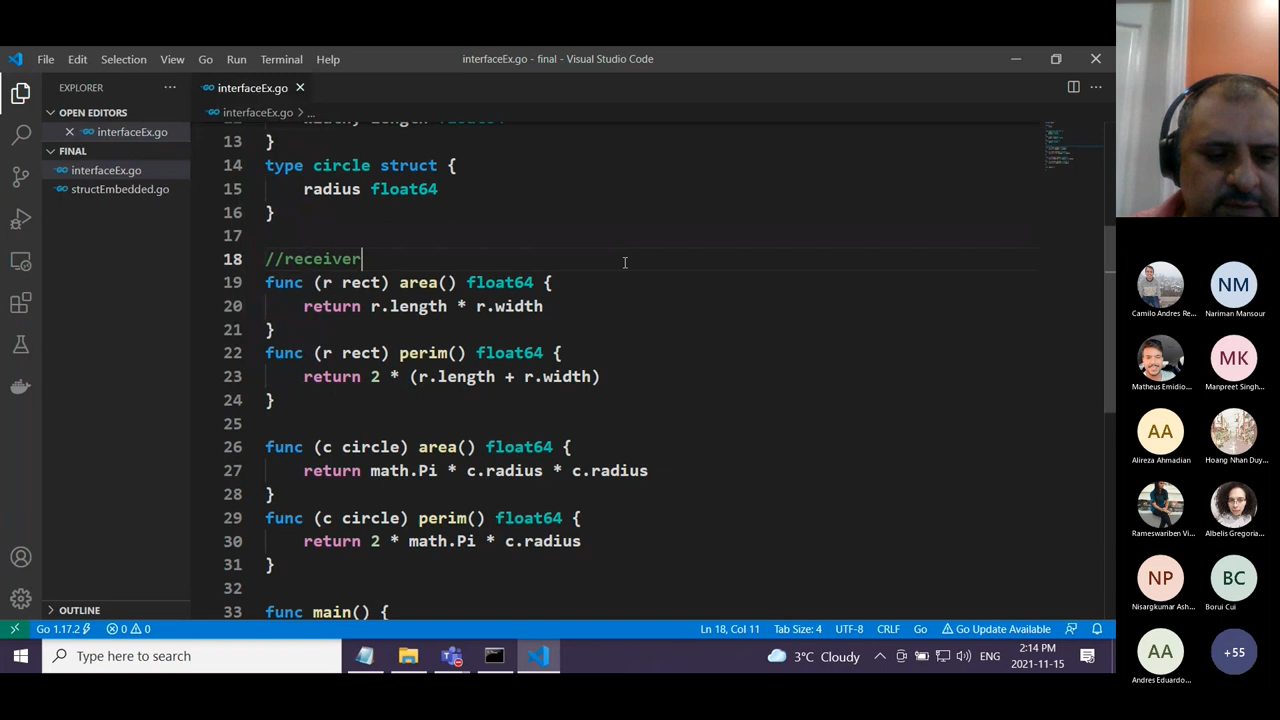 File Edit Selection View Go Run Terminal Help
interfaceEx.go - final - Visual Studio Code
EXPLORER
OPEN EDITORS
interfaceEx.go
FINAL
interfaceEx.go
structEmbedded.go
OUTLINE
interfaceEx.go
interfaceEx.go > ...
13 }
14 type circle struct {
15 radius float64
16 }
17
18 //receiver
19 func (r rect) area() float64 {
20 return r.length * r.width
21 }
22 func (r rect) perim() float64 {
23 return 2 * (r.length + r.width)
24 }
25
26 func (c circle) area() float64 {
27 return math.Pi * c.radius * c.radius
28 }
29 func (c circle) perim() float64 {
30 return 2 * math.Pi * c.radius
31 }
32
33 func main() {
Go 1.17.2 0 0 Ln 18, Col 11 Tab Size: 4 UTF-8 CRLF Go Go Update Available
Type here to search
3°C Cloudy ENG
2:14 PM
2021-11-15
Camilo Andres Re...
NM
Nariman Mansour
Matheus Emidio...
MK
Manpreet Singh...
AA
Alireza Ahmadian
Hoang Nhan Duy...
Rameswariben Vi...
Albelis Gregoria...
NP
Nisargkumar Ash...
BC
Borui Cui
AA
Andres Eduardo...
+55